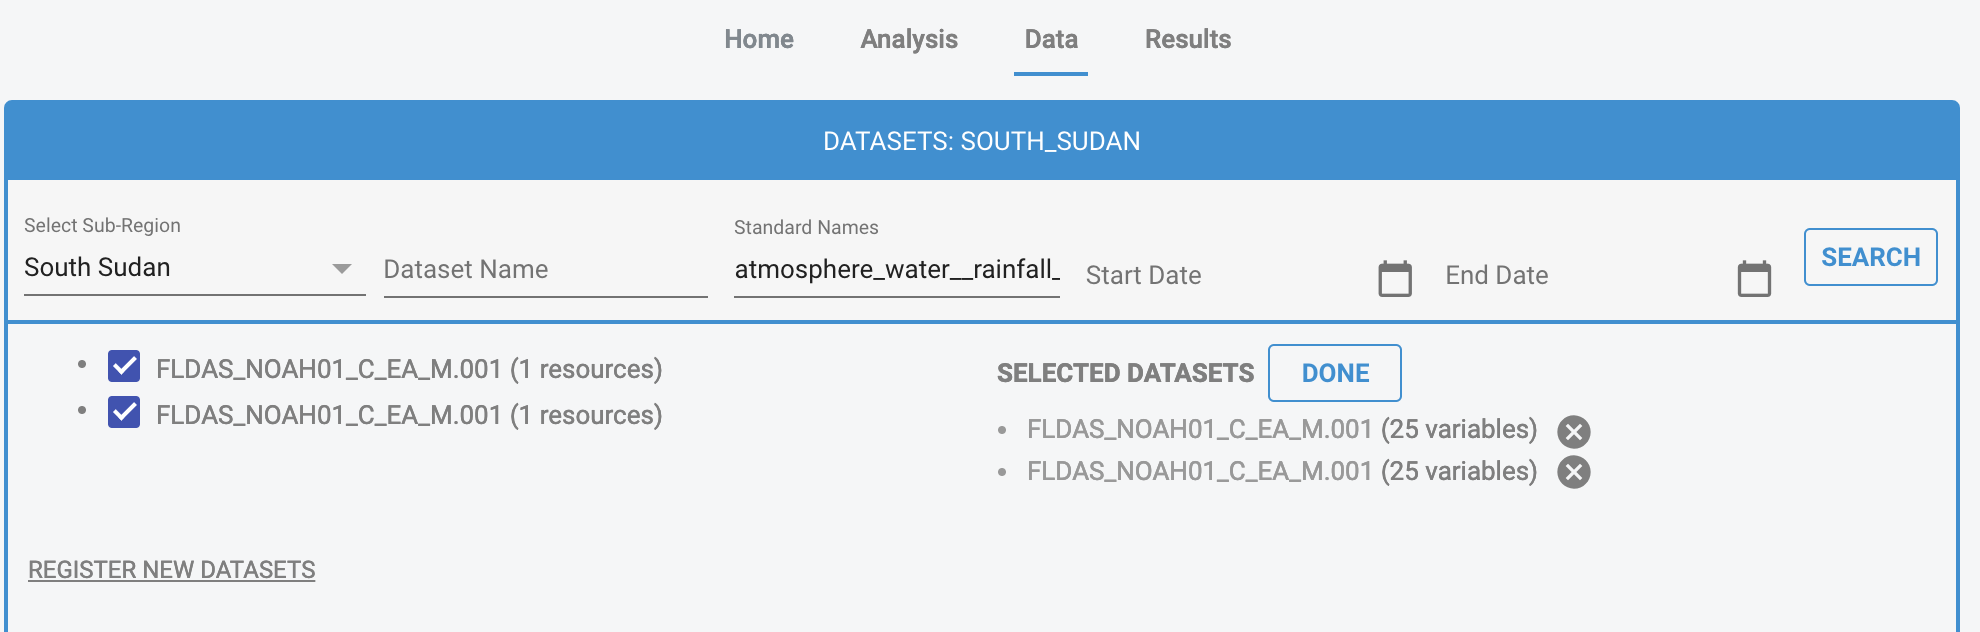 Home Analysis Data Results
DATASETS: SOUTH_SUDAN
Select Sub-Region
South Sudan
Dataset Name
Standard Names
atmosphere_water__rainfall_
Start Date
End Date
SEARCH
FLDAS_NOAH01_C_EA_M.001 (1 resources)
FLDAS_NOAH01_C_EA_M.001 (1 resources)
SELECTED DATASETS DONE
FLDAS_NOAH01_C_EA_M.001 (25 variables)
FLDAS_NOAH01_C_EA_M.001 (25 variables)
REGISTER NEW DATASETS